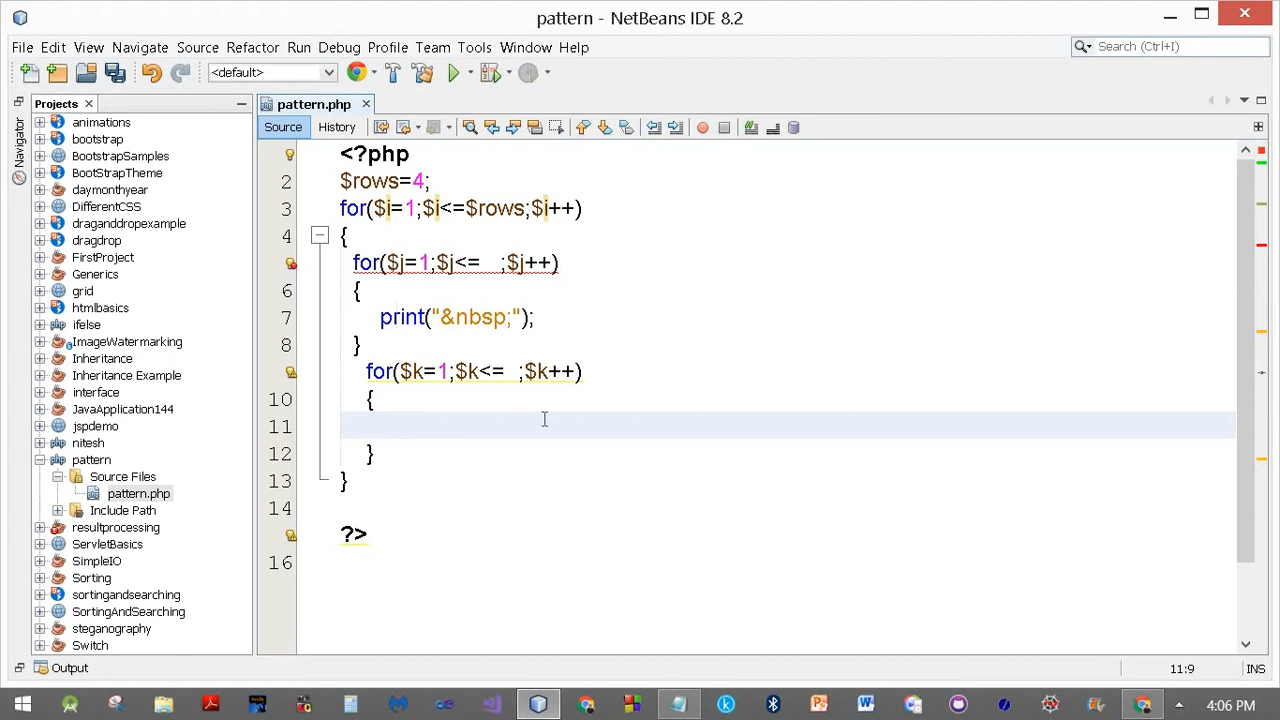 pattern - NetBeans IDE 8.2
File Edit View Navigate Source Refactor Run Debug Profile Team Tools Window Help
Search (Ctrl+I)
<default>
Projects
pattern.php
Navigator
Source History
animations
bootstrap
BootstrapSamples
BootStrapTheme
daymonthyear
DifferentCSS
draganddropexample
dragdrop
FirstProject
Generics
grid
htmlbasics
ifelse
ImageWatermarking
Inheritance
Inheritance Example
interface
JavaApplication144
jspdemo
nitesh
pattern
Source Files
pattern.php
Include Path
resultprocessing
ServletBasics
SimpleIO
Sorting
sortingandsearching
SortingAndSearching
steganography
Switch
<?php
2 $rows=4;
3 for($i=1;$i<=$rows;$i++)
4 {
for($j=1;$j<=  ;$j++)
6 {
7 print("&nbsp;");
8 }
for($k=1;$k<=  ;$k++)
10 {
11
12 }
13 }
14
?>
16
Output
11:9 INS
4:06 PM